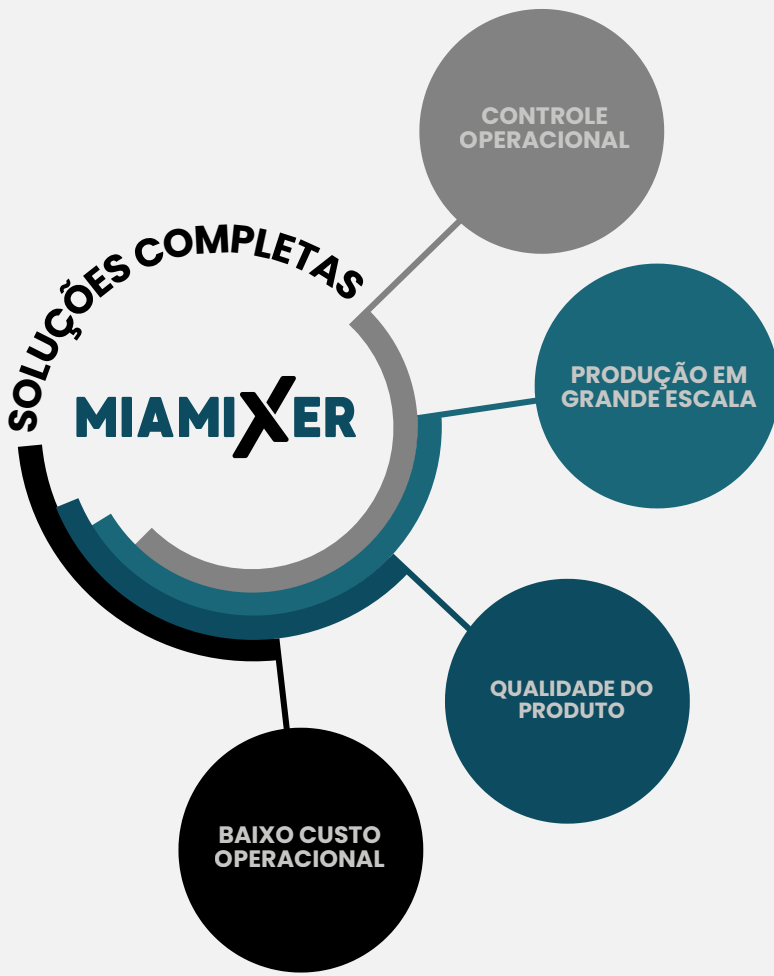 CONTROLE
OPERACIONAL
SOLUÇÕES COMPLETAS
MIAMIXER
PRODUÇÃO EM
GRANDE ESCALA
QUALIDADE DO
PRODUTO
BAIXO CUSTO
OPERACIONAL